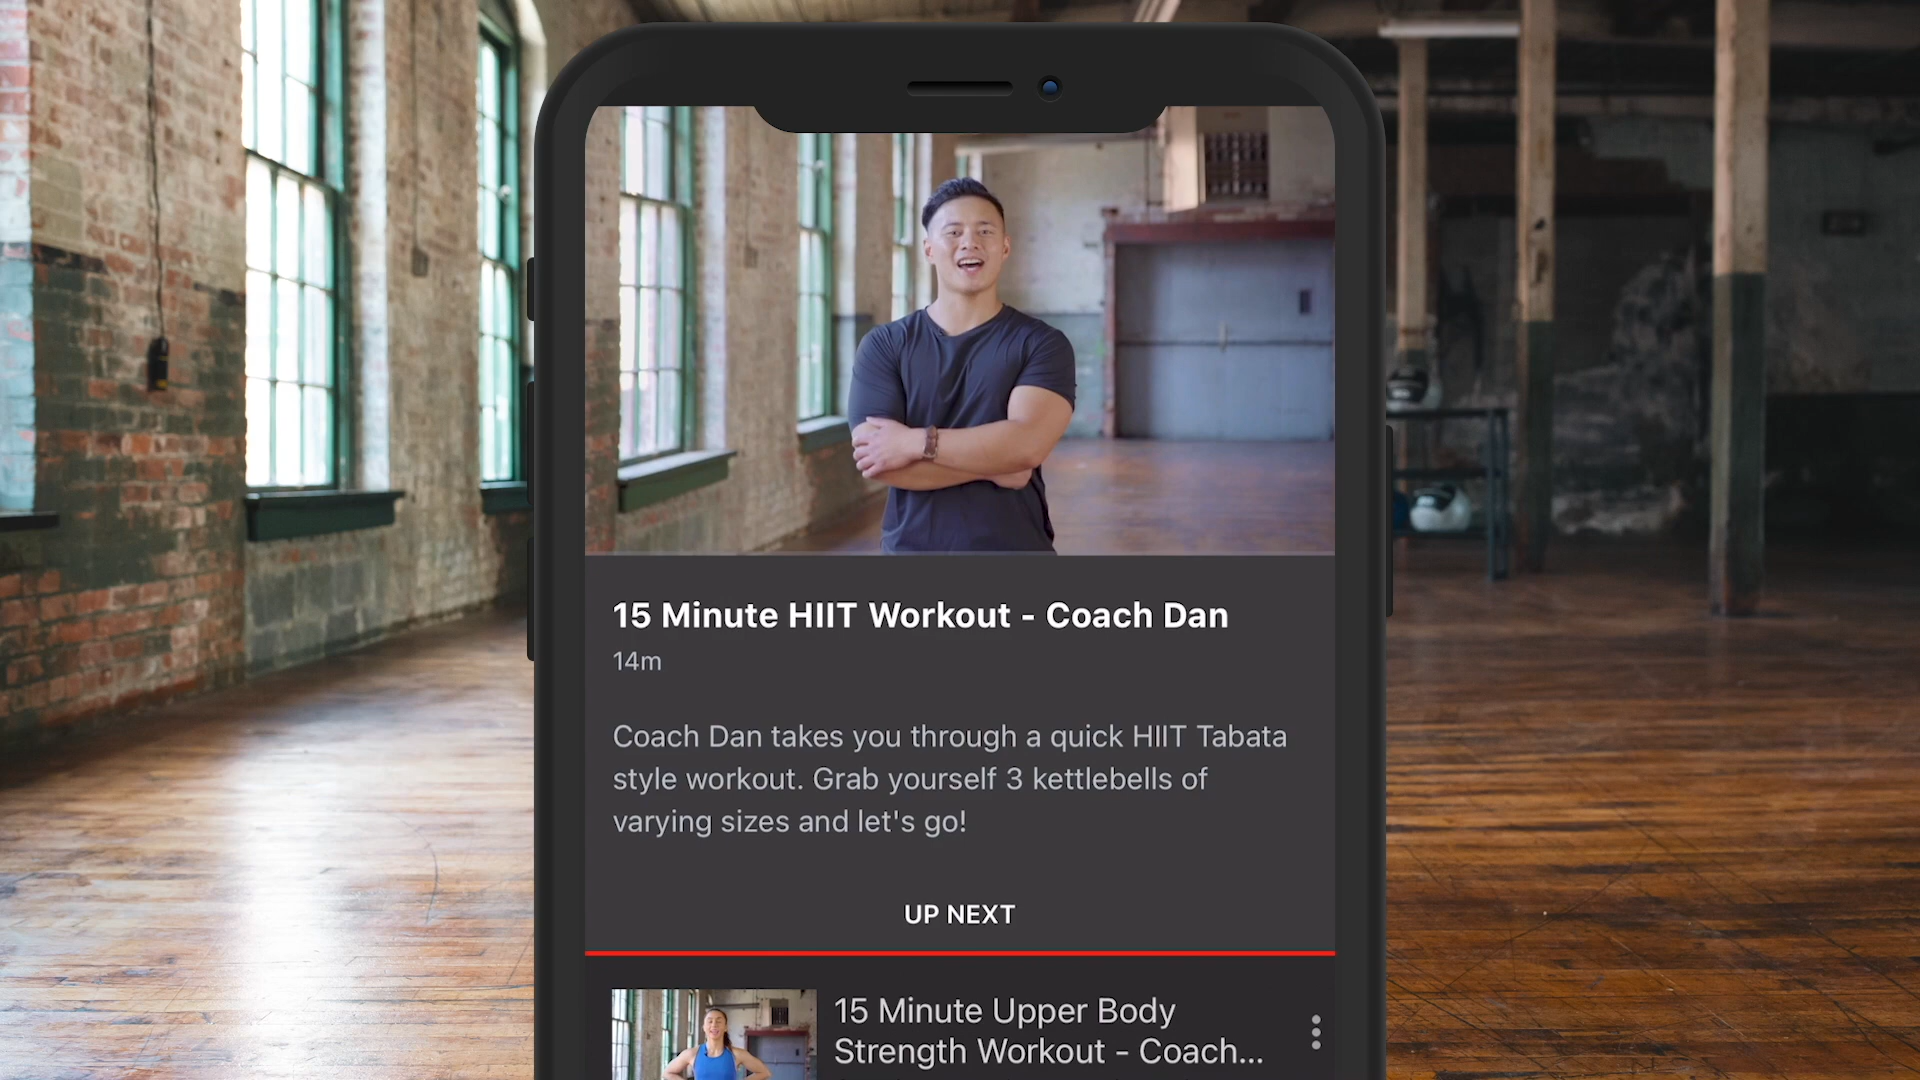 15 Minute HIIT Workout - Coach Dan
14m
Coach Dan takes you through a quick HIIT Tabata
style workout. Grab yourself 3 kettlebells of
varying sizes and let's go!
UP NEXT
15 Minute Upper Body
Strength Workout - Coach...